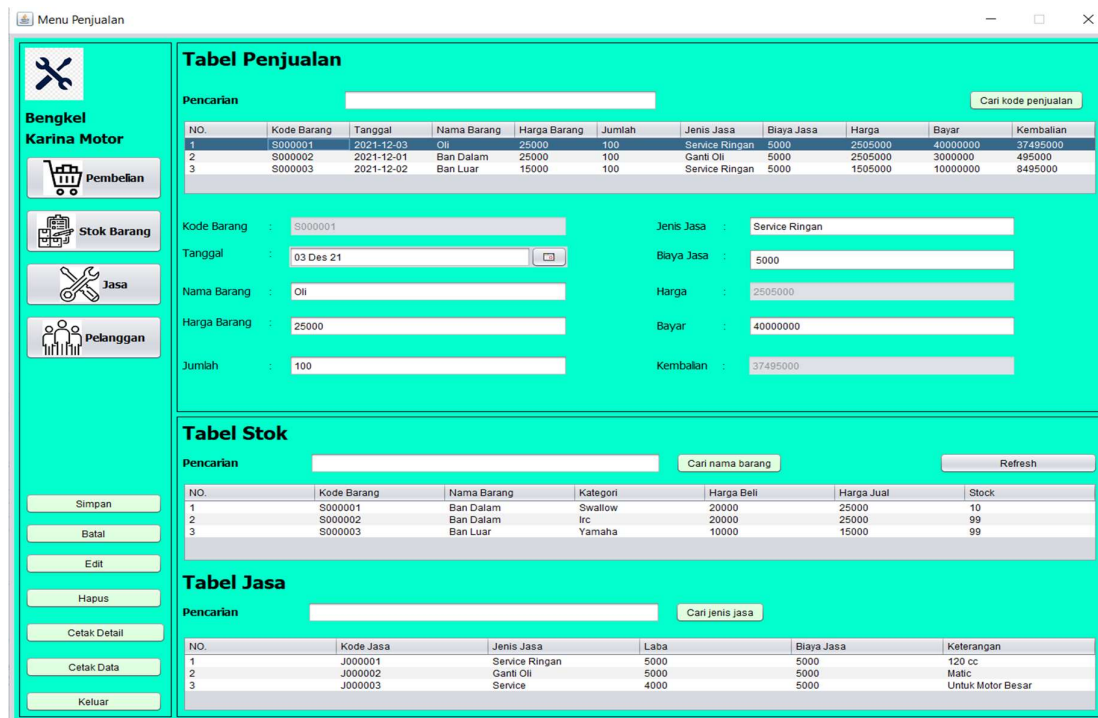 Menu Penjualan
Bengkel
Karina Motor
Pembelian
Stok Barang
Jasa
Pelanggan
Simpan
Batal
Edit
Hapus
Cetak Detail
Cetak Data
Keluar
Tabel Penjualan
Pencarian Cari kode penjualan
NO. Kode Barang Tanggal Nama Barang Harga Barang Jumlah Jenis Jasa Biaya Jasa Harga Bayar Kembalian
1 S000001 2021-12-03 Oli 25000 100 Service Ringan 5000 2505000 40000000 37495000
2 S000002 2021-12-01 Ban Dalam 25000 100 Ganti Oli 5000 2505000 3000000 495000
3 S000003 2021-12-02 Ban Luar 15000 100 Service Ringan 5000 1505000 10000000 8495000
Kode Barang : S000001 Jenis Jasa : Service Ringan
Tanggal : 03 Des 21 Biaya Jasa : 5000
Nama Barang : Oli Harga : 2505000
Harga Barang : 25000 Bayar : 40000000
Jumlah : 100 Kembalian : 37495000
Tabel Stok
Pencarian Cari nama barang Refresh
NO. Kode Barang Nama Barang Kategori Harga Beli Harga Jual Stock
1 S000001 Ban Dalam Swallow 20000 25000 10
2 S000002 Ban Dalam Irc 20000 25000 99
3 S000003 Ban Luar Yamaha 10000 15000 99
Tabel Jasa
Pencarian Cari jenis jasa
NO. Kode Jasa Jenis Jasa Laba Biaya Jasa Keterangan
1 J000001 Service Ringan 5000 5000 120 cc
2 J000002 Ganti Oli 5000 5000 Matic
3 J000003 Service 4000 5000 Untuk Motor Besar